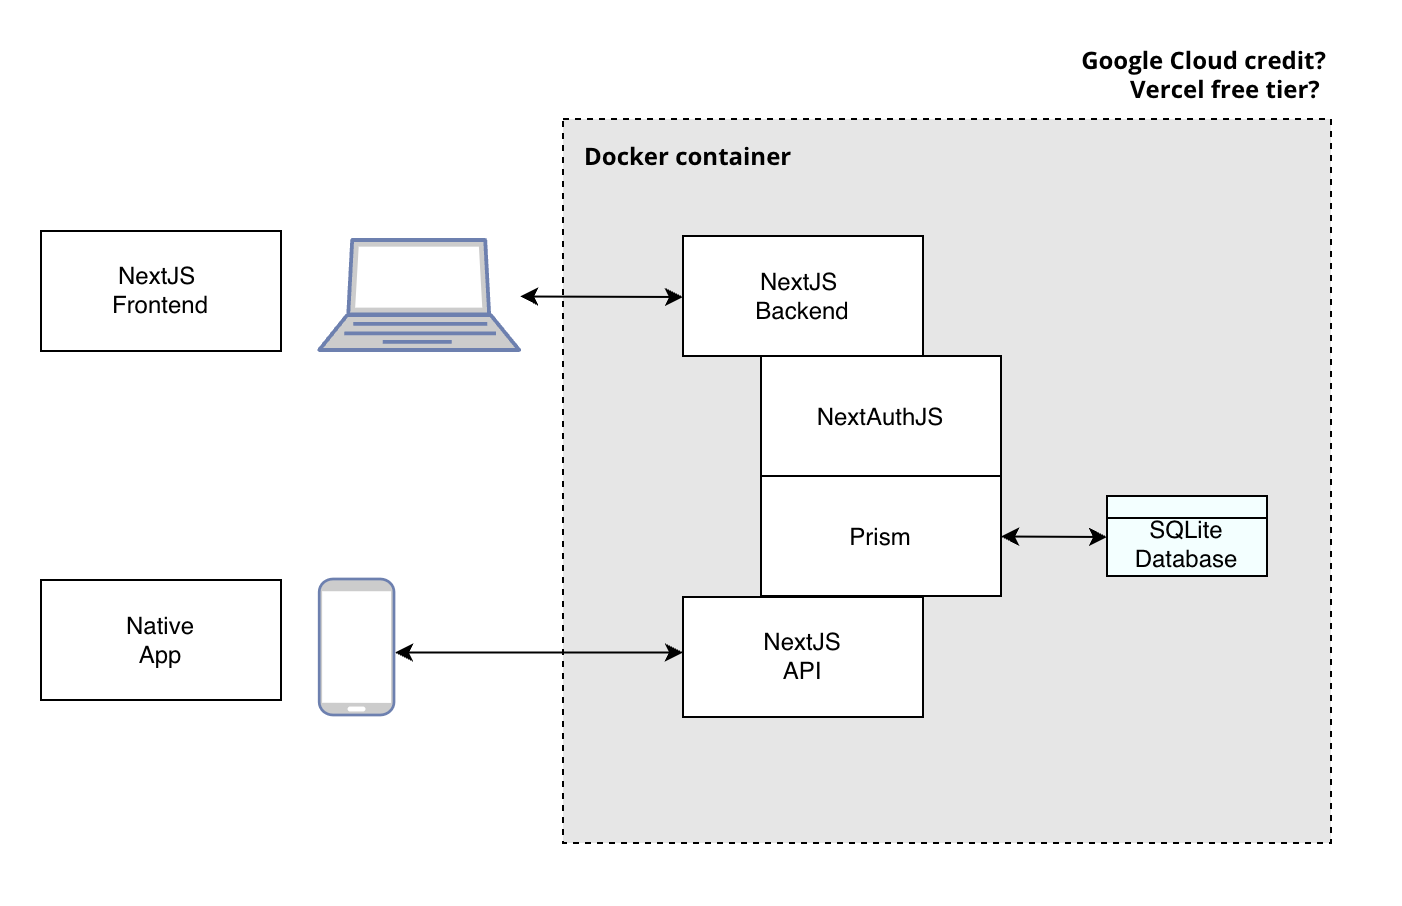 Google Cloud credit?
Vercel free tier?
Docker container
NextJS
Frontend
NextJS
Backend
NextAuthJS
Prism
SQLite
Database
Native
App
NextJS
API